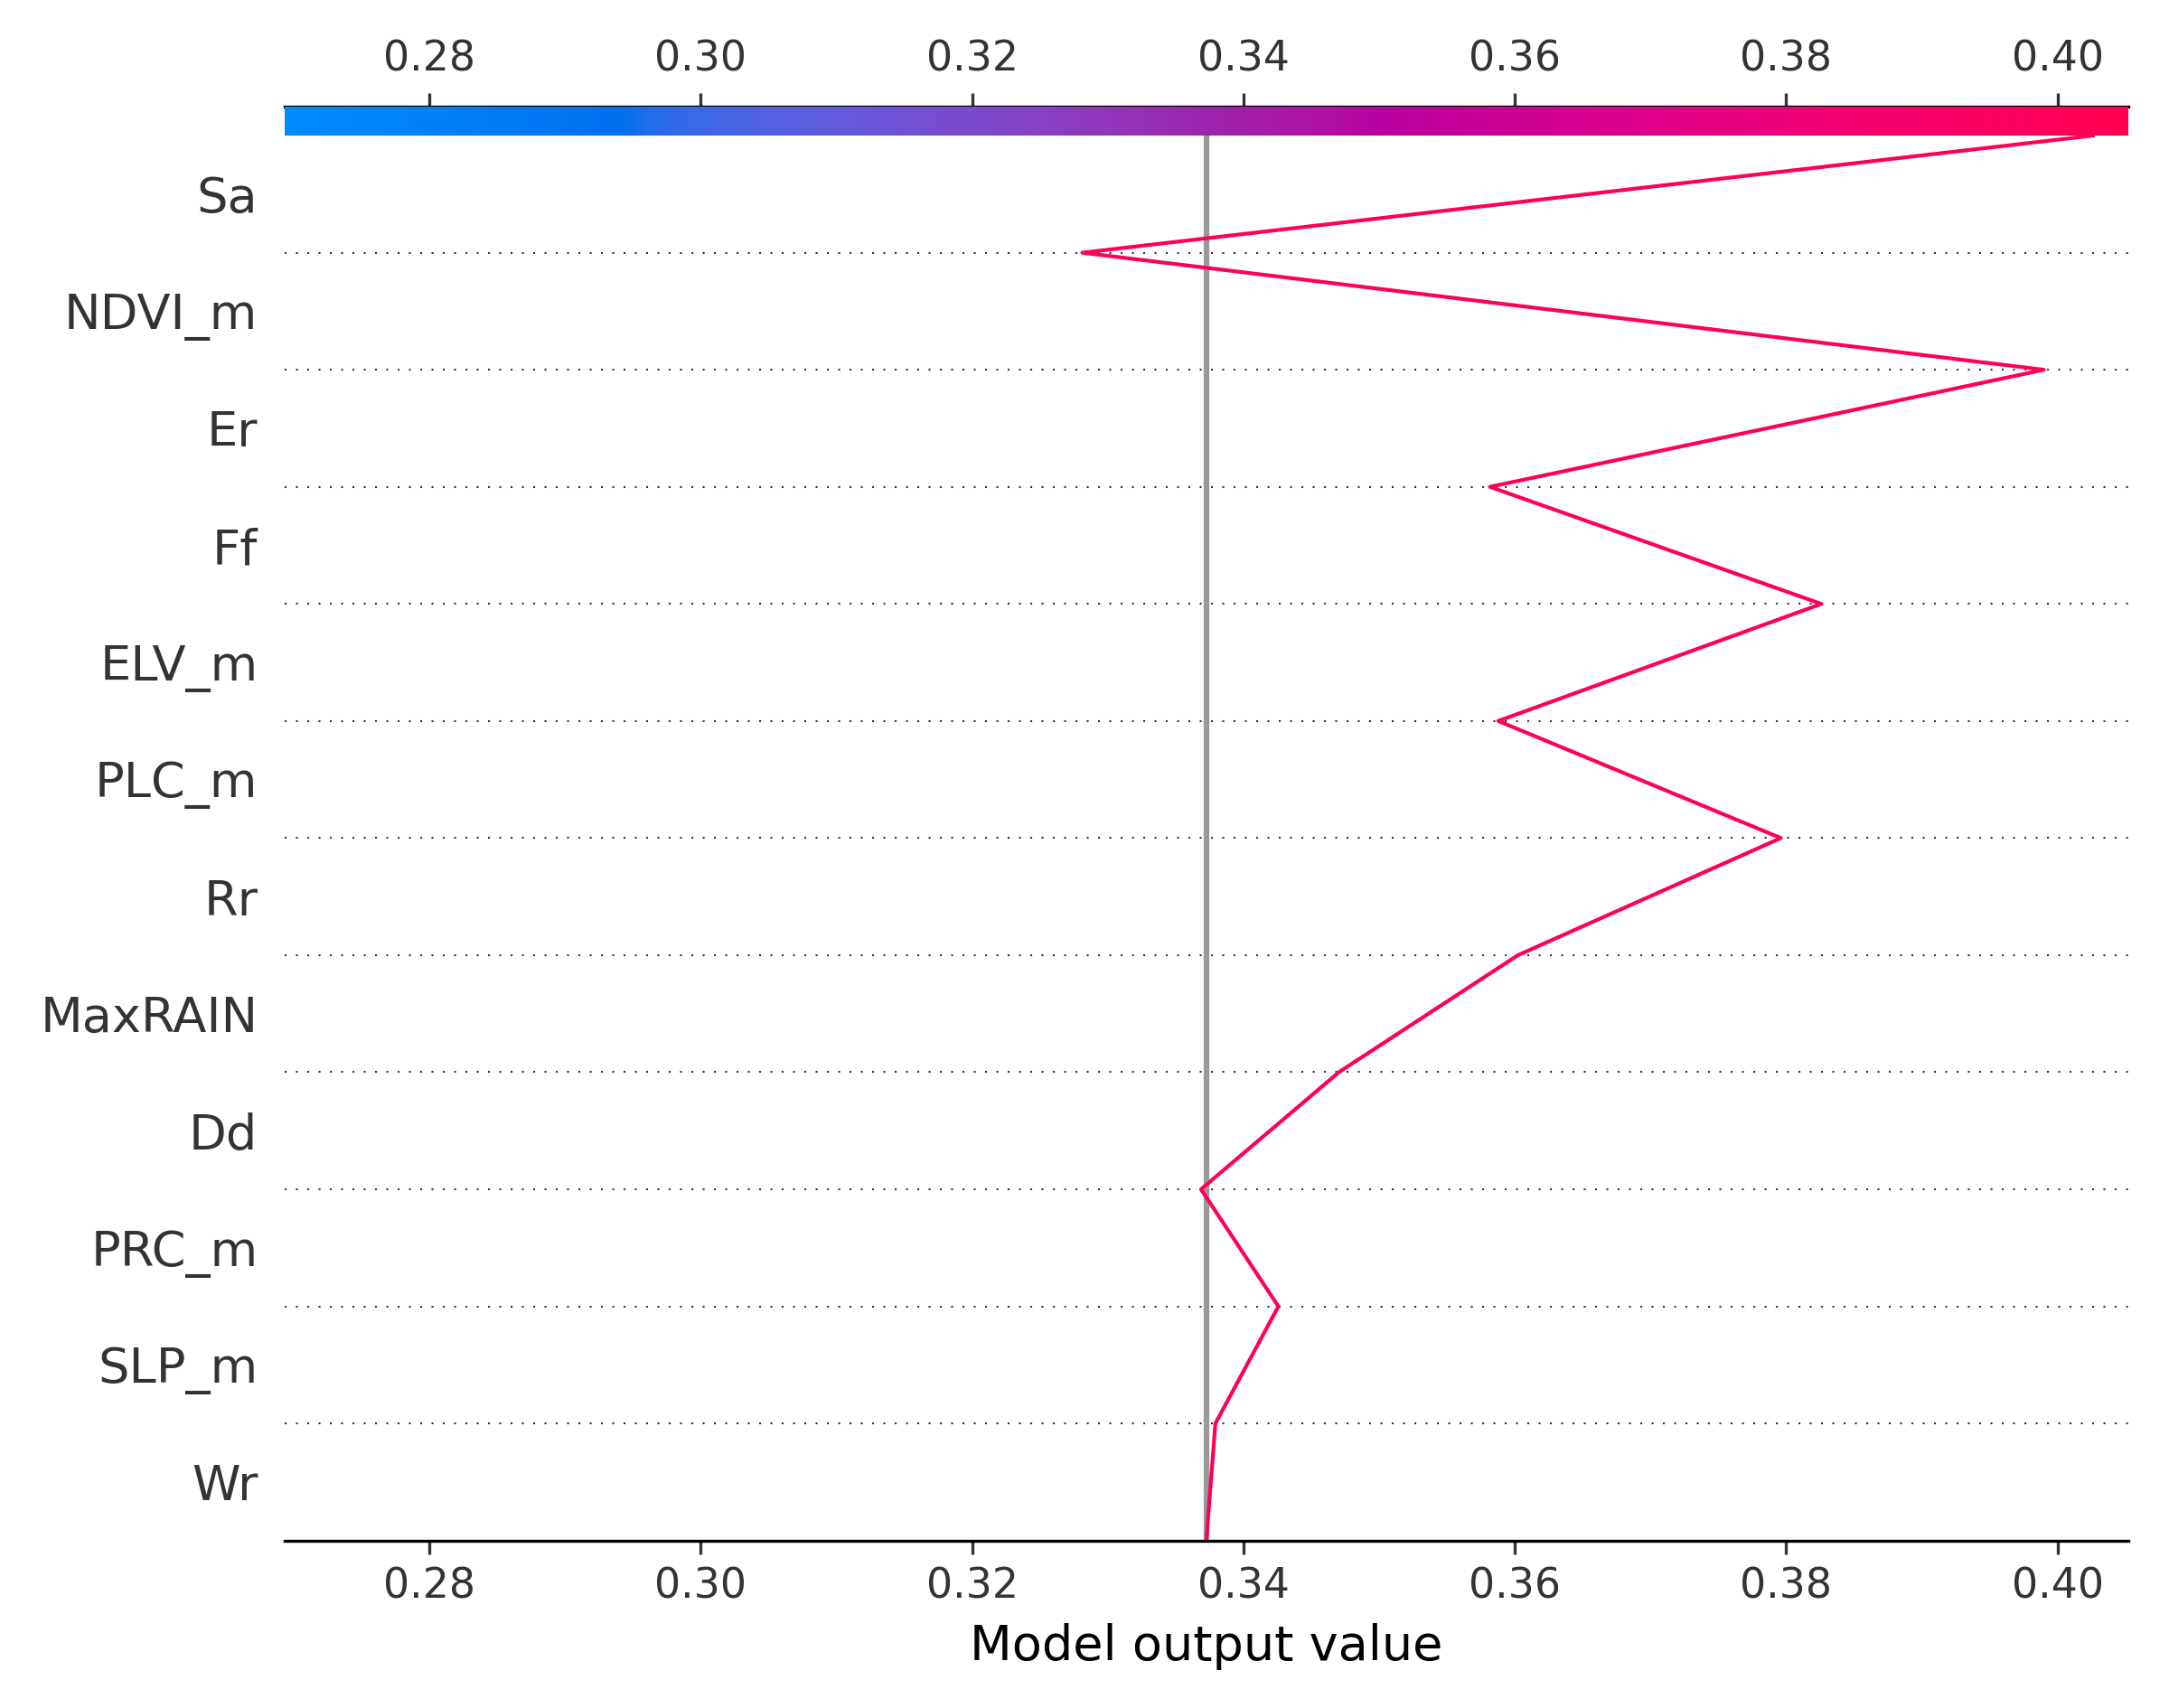 0.28 0.30 0.32 0.34 0.36 0.38 0.40
Sa
NDVI_m
Er
Ff
ELV_m
PLC_m
Rr
MaxRAIN
Dd
PRC_m
SLP_m
Wr
0.28 0.30 0.32 0.34 0.36 0.38 0.40
Model output value